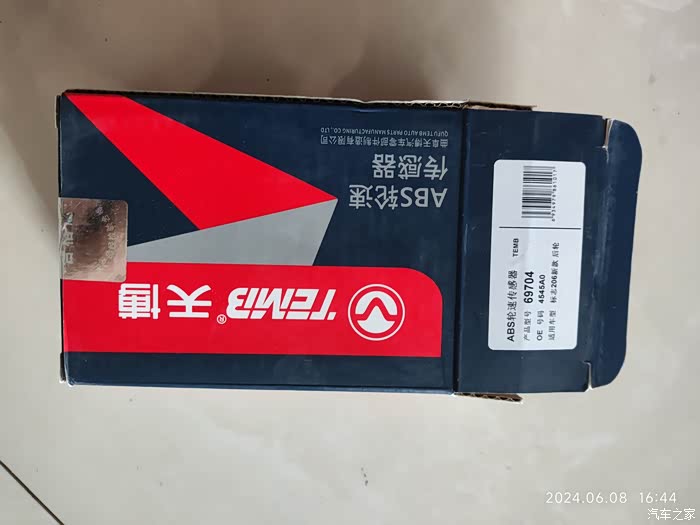 TEMB®天博
ABS轮速
传感器
曲阜天博汽车零部件制造有限公司
QUFU TEMB AUTO PARTS MANUFACTURING CO., LTD
ABS轮速传感器 TEMB
产品型号 69704
OE 号码 4545A0
适用车型 标志206新款 后轮
2024.06.08 16:44
汽车之家